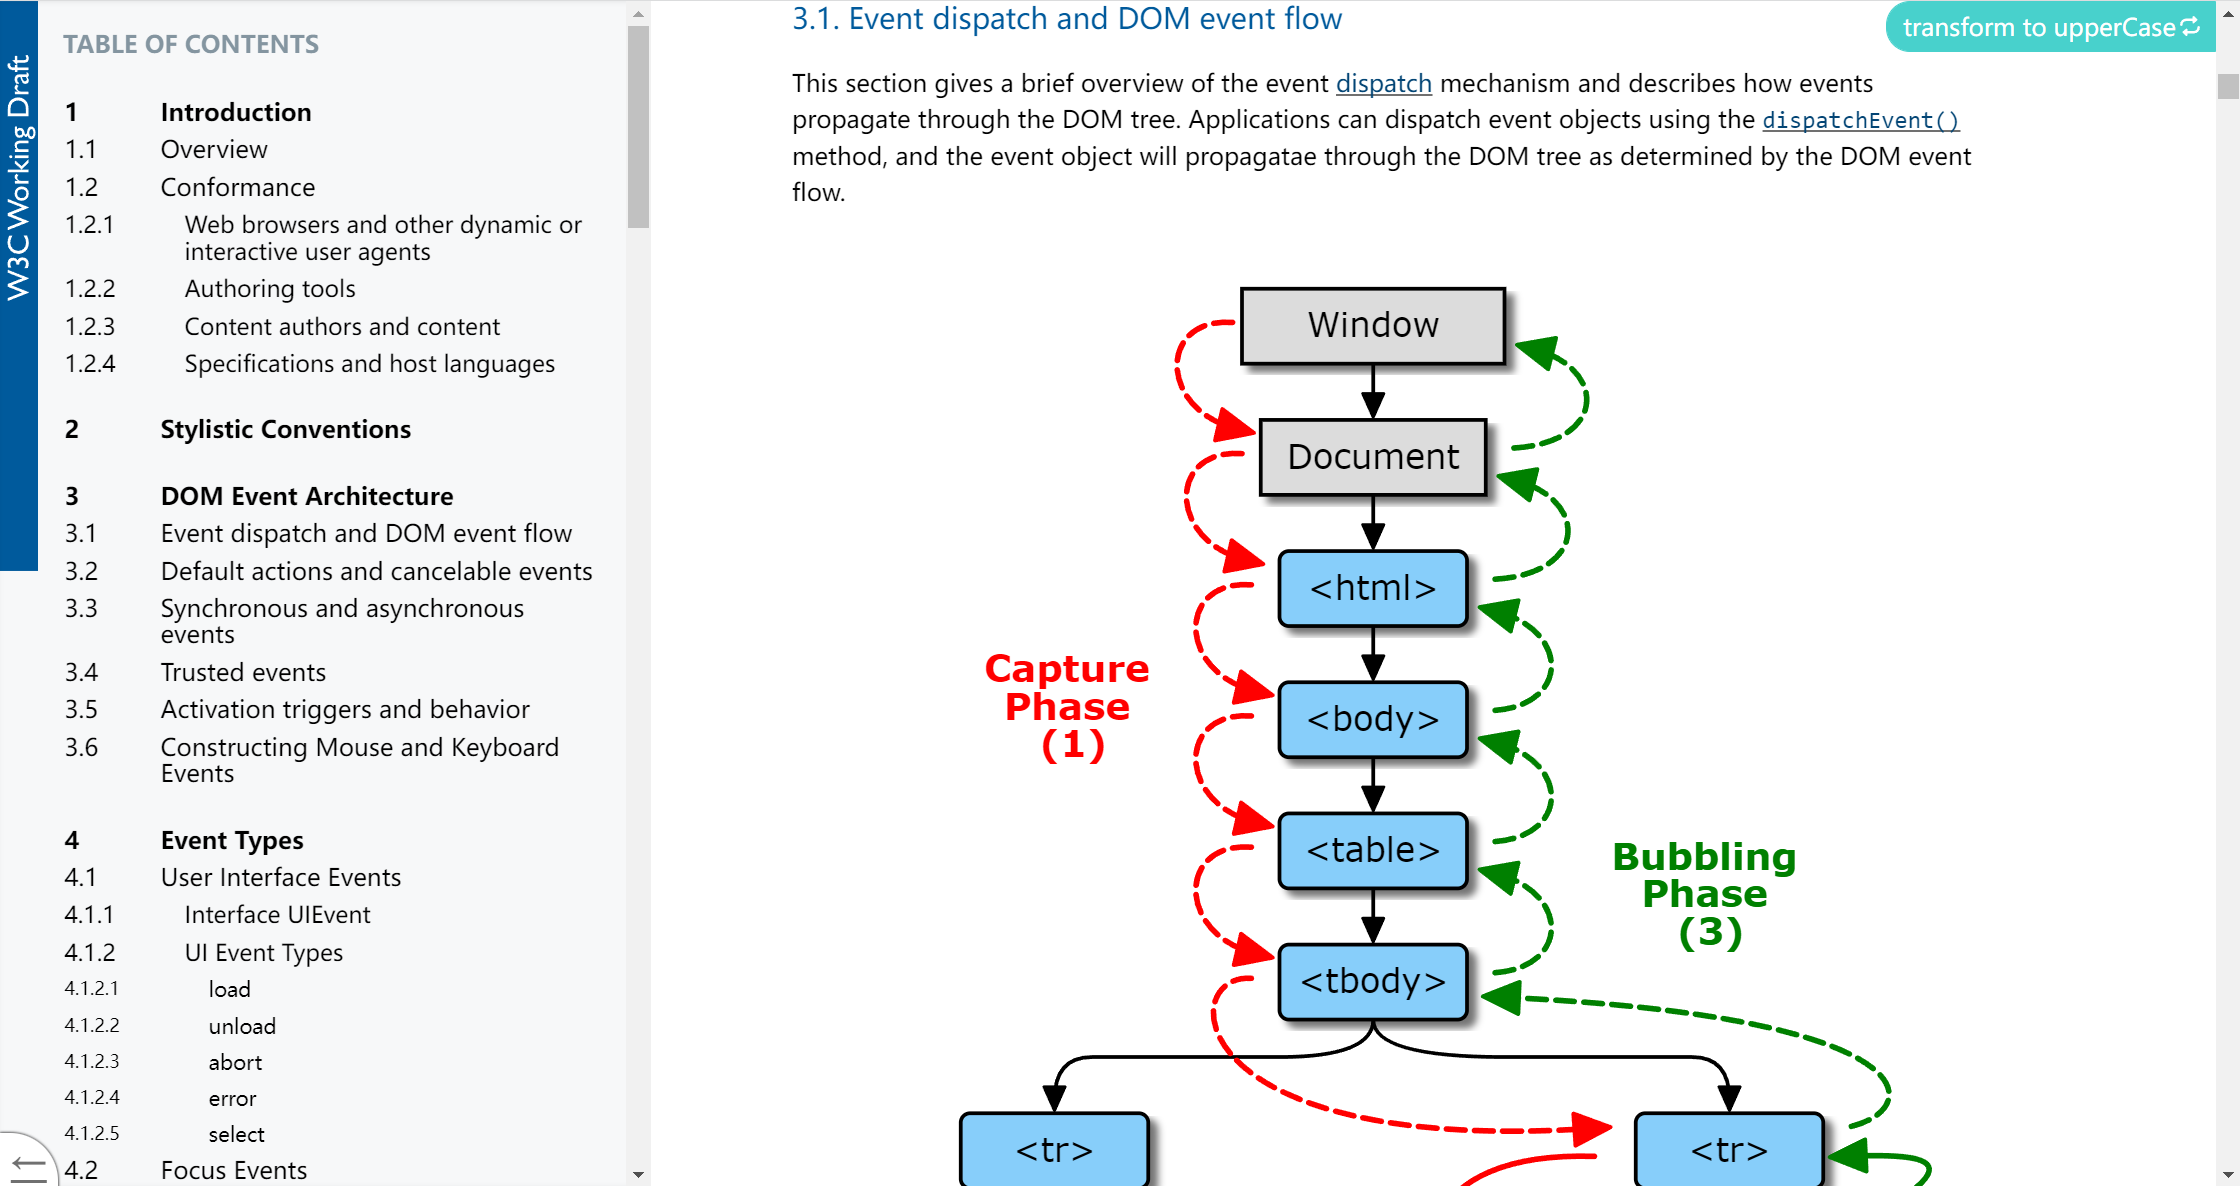 W3C Working Draft
TABLE OF CONTENTS
1 Introduction
1.1 Overview
1.2 Conformance
1.2.1 Web browsers and other dynamic or
interactive user agents
1.2.2 Authoring tools
1.2.3 Content authors and content
1.2.4 Specifications and host languages
2 Stylistic Conventions
3 DOM Event Architecture
3.1 Event dispatch and DOM event flow
3.2 Default actions and cancelable events
3.3 Synchronous and asynchronous
events
3.4 Trusted events
3.5 Activation triggers and behavior
3.6 Constructing Mouse and Keyboard
Events
4 Event Types
4.1 User Interface Events
4.1.1 Interface UIEvent
4.1.2 UI Event Types
4.1.2.1 load
4.1.2.2 unload
4.1.2.3 abort
4.1.2.4 error
4.1.2.5 select
4.2 Focus Events
3.1. Event dispatch and DOM event flow
transform to upperCase
This section gives a brief overview of the event dispatch mechanism and describes how events
propagate through the DOM tree. Applications can dispatch event objects using the dispatchEvent()
method, and the event object will propagatae through the DOM tree as determined by the DOM event
flow.
Window
Document
<html>
<body>
<table>
<tbody>
<tr>
<tr>
Capture
Phase
(1)
Bubbling
Phase
(3)